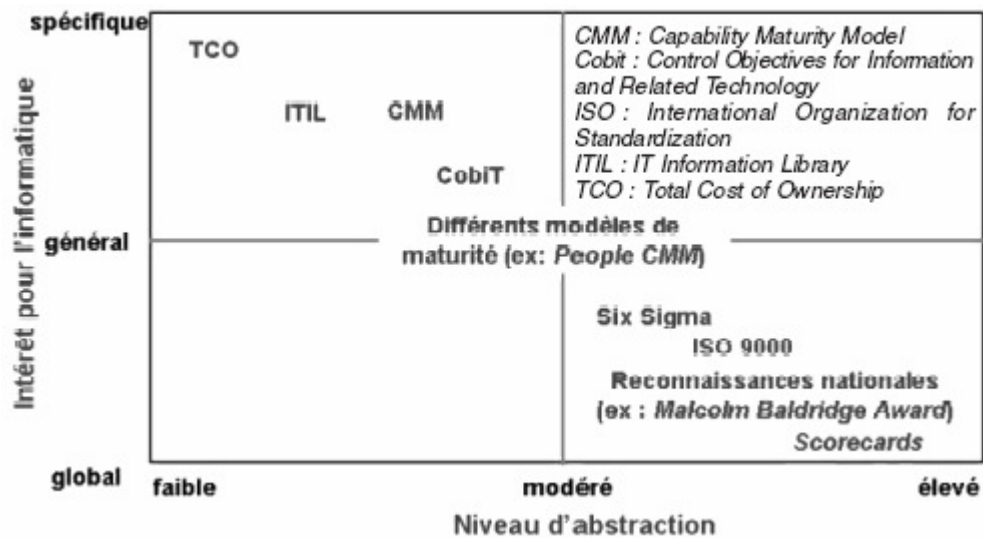 spécifique
TCO
CMM : Capability Maturity Model
Cobit : Control Objectives for Information
and Related Technology
ISO : International Organization for
Standardization
ITIL : IT Information Library
TCO : Total Cost of Ownership
ITIL
CMM
CobiT
Intérêt pour l'informatique
général
Différents modèles de
maturité (ex: People CMM)
Six Sigma
ISO 9000
Reconnaissances nationales
(ex : Malcolm Baldridge Award)
Scorecards
global
faible
modéré
élevé
Niveau d'abstraction